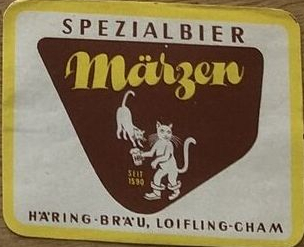 SPEZIALBIER
Märzen
SEIT
1590
HÄRING-BRÄU, LOIFLING-CHAM